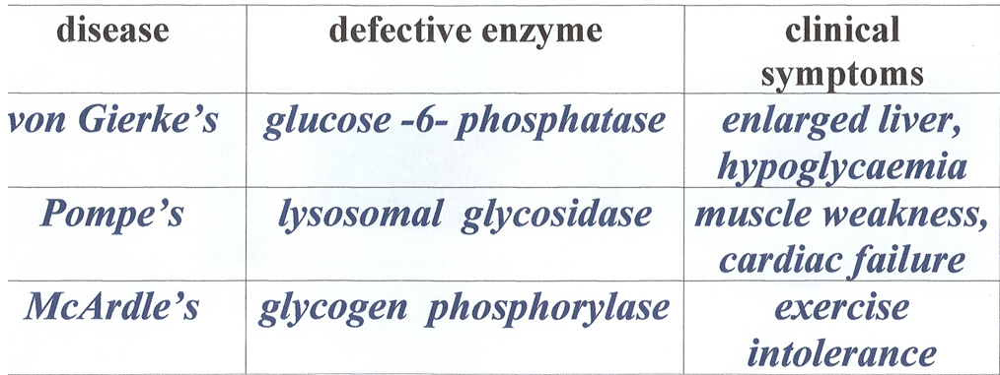 disease defective enzyme clinical
symptoms
von Gierke's glucose -6- phosphatase enlarged liver,
hypoglycaemia
Pompe's lysosomal glycosidase muscle weakness,
cardiac failure
McArdle's glycogen phosphorylase exercise
intolerance